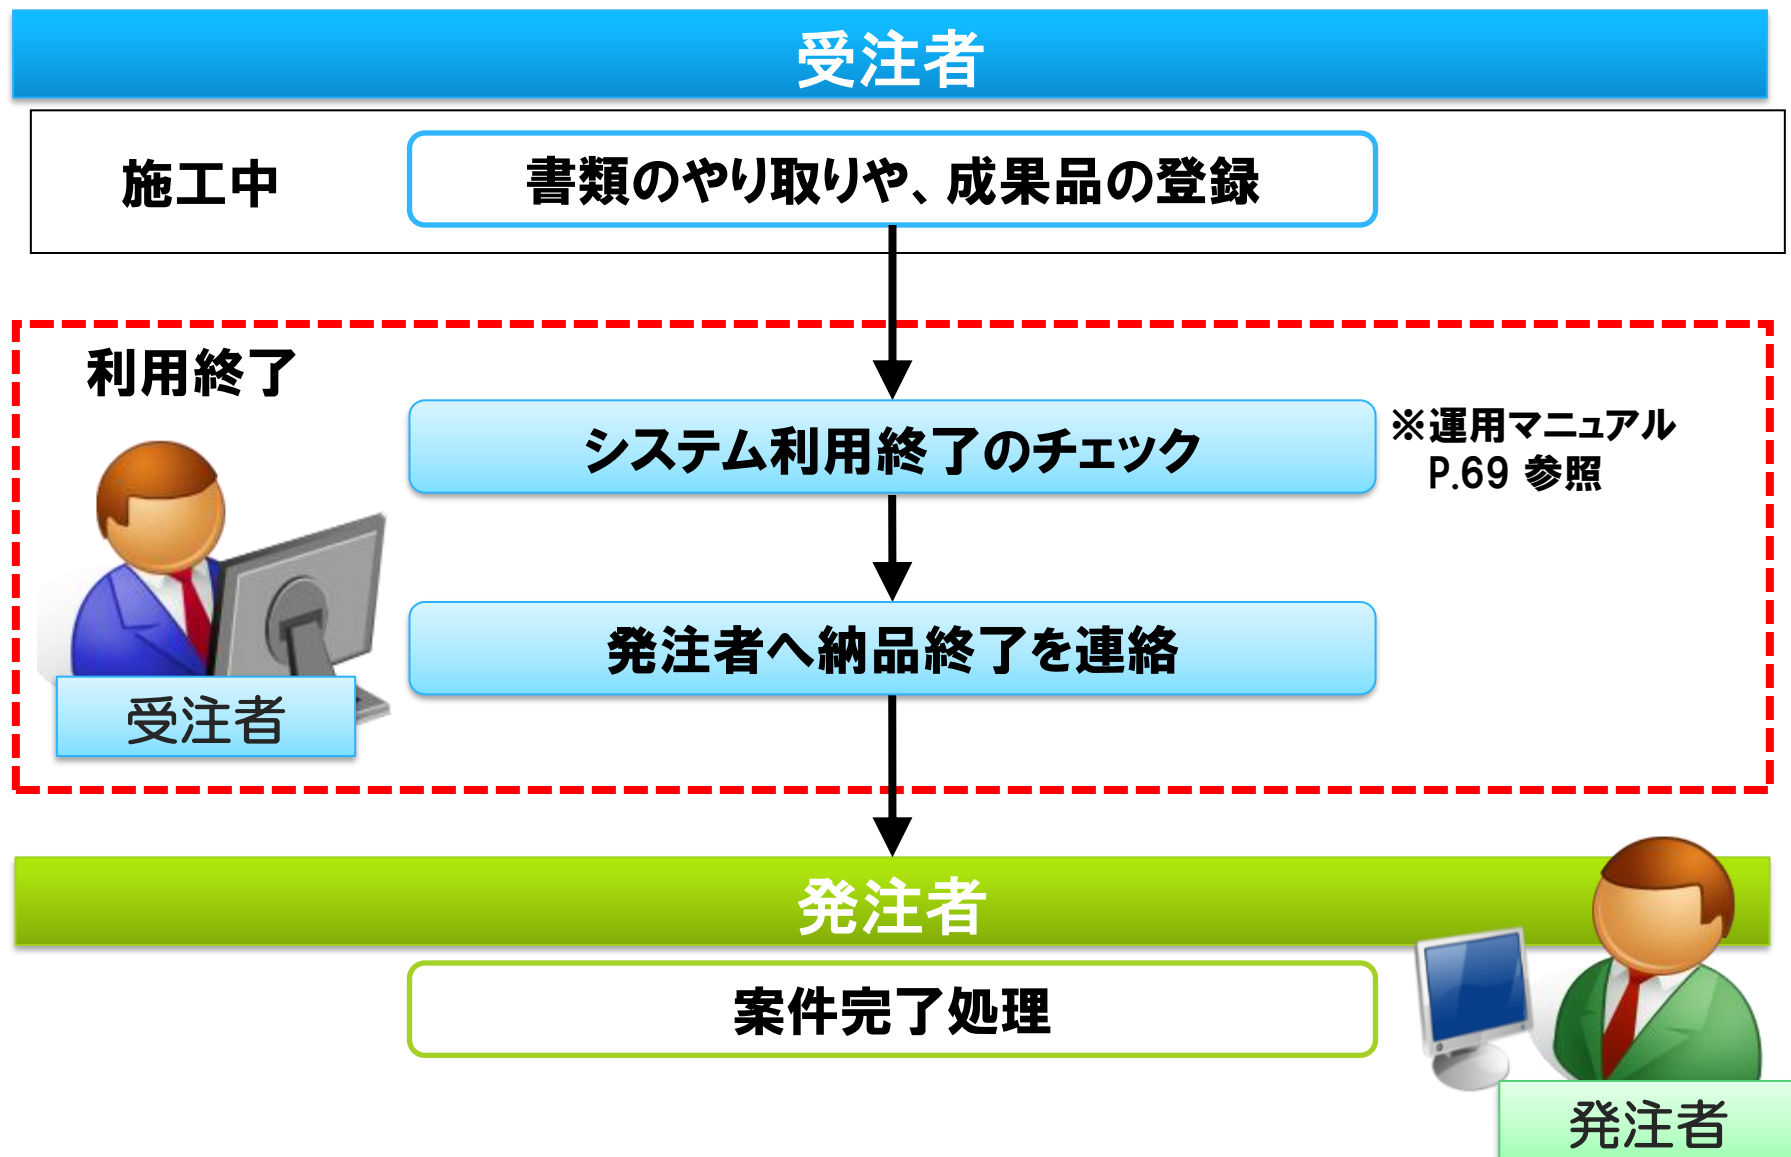 受注者
施工中
書類のやり取りや、成果品の登録
利用終了
システム利用終了のチェック
※運用マニュアル
P.69 参照
発注者へ納品終了を連絡
受注者
発注者
案件完了処理
発注者